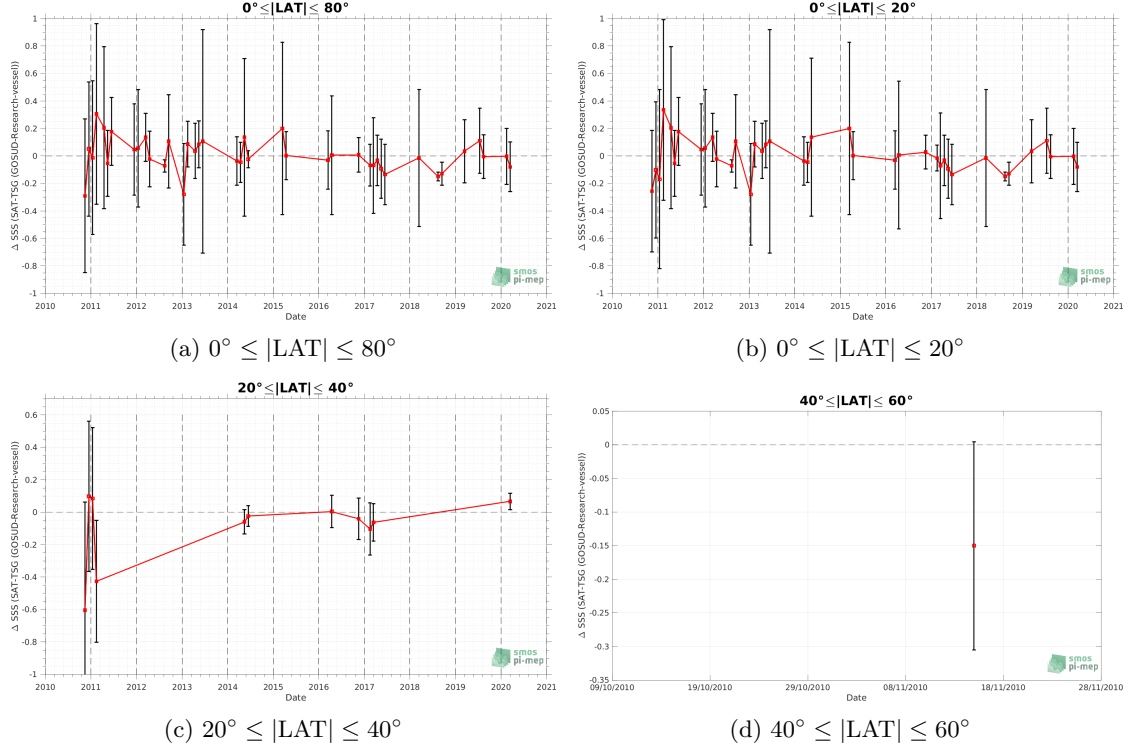 0°≤|LAT|≤ 80°
Δ SSS (SAT-TSG (GOSUD-Research-vessel))
1
0.8
0.6
0.4
0.2
0
-0.2
-0.4
-0.6
-0.8
-1
2010 2011 2012 2013 2014 2015 2016 2017 2018 2019 2020 2021
Date
smos
pi-mep
(a) 0° ≤ |LAT| ≤ 80°
0°≤|LAT|≤ 20°
Δ SSS (SAT-TSG (GOSUD-Research-vessel))
1
0.8
0.6
0.4
0.2
0
-0.2
-0.4
-0.6
-0.8
-1
2010 2011 2012 2013 2014 2015 2016 2017 2018 2019 2020 2021
Date
smos
pi-mep
(b) 0° ≤ |LAT| ≤ 20°
20°≤|LAT|≤ 40°
Δ SSS (SAT-TSG (GOSUD-Research-vessel))
0.6
0.4
0.2
0
-0.2
-0.4
-0.6
-0.8
-1
2010 2011 2012 2013 2014 2015 2016 2017 2018 2019 2020 2021
Date
smos
pi-mep
(c) 20° ≤ |LAT| ≤ 40°
40°≤|LAT|≤ 60°
Δ SSS (SAT-TSG (GOSUD-Research-vessel))
0.05
0
-0.05
-0.1
-0.15
-0.2
-0.25
-0.3
-0.35
09/10/2010 19/10/2010 29/10/2010 08/11/2010 18/11/2010 28/11/2010
Date
smos
pi-mep
(d) 40° ≤ |LAT| ≤ 60°